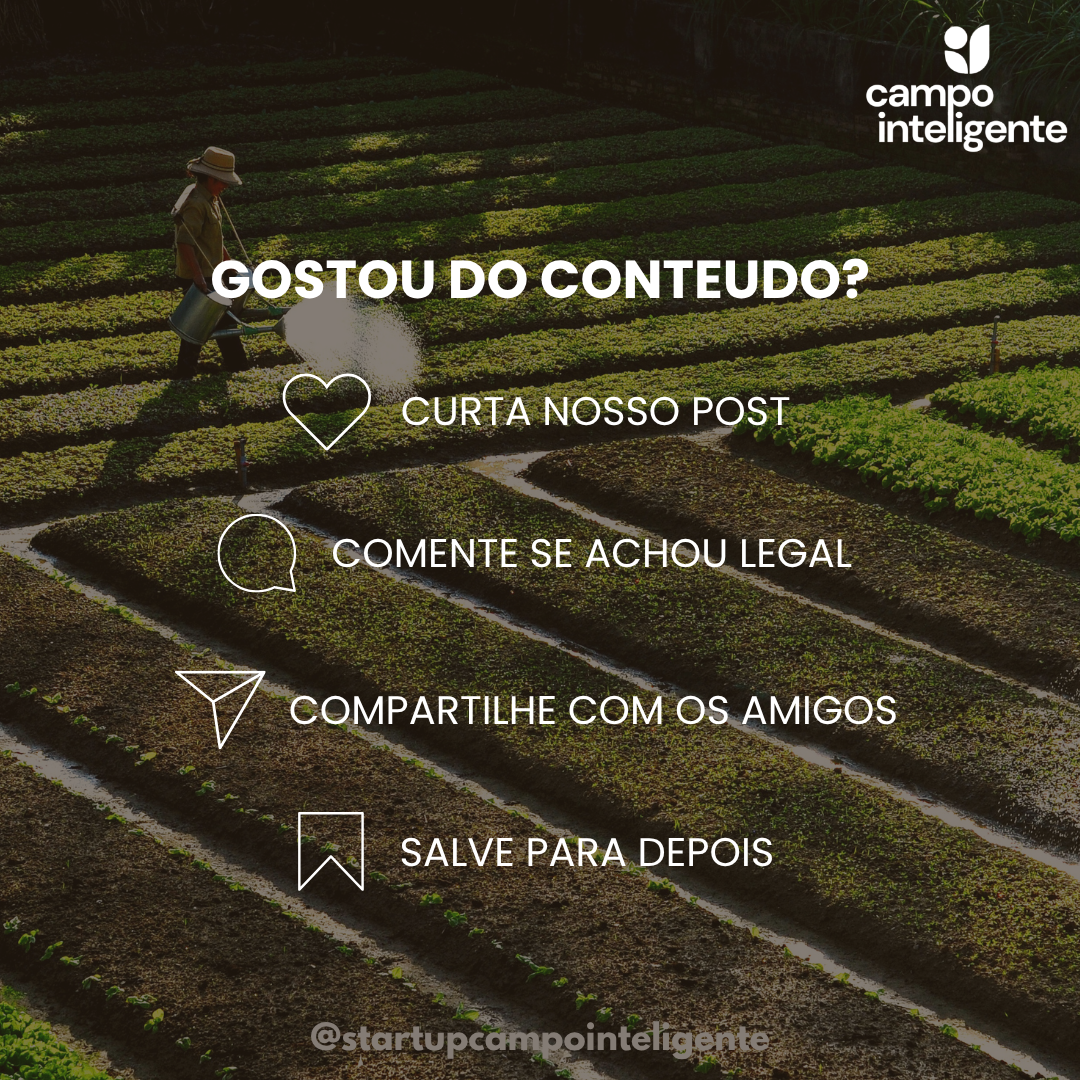 campo
inteligente
GOSTOU DO CONTEUDO?
CURTA NOSSO POST
COMENTE SE ACHOU LEGAL
COMPARTILHE COM OS AMIGOS
SALVE PARA DEPOIS
@startupcampointeligente